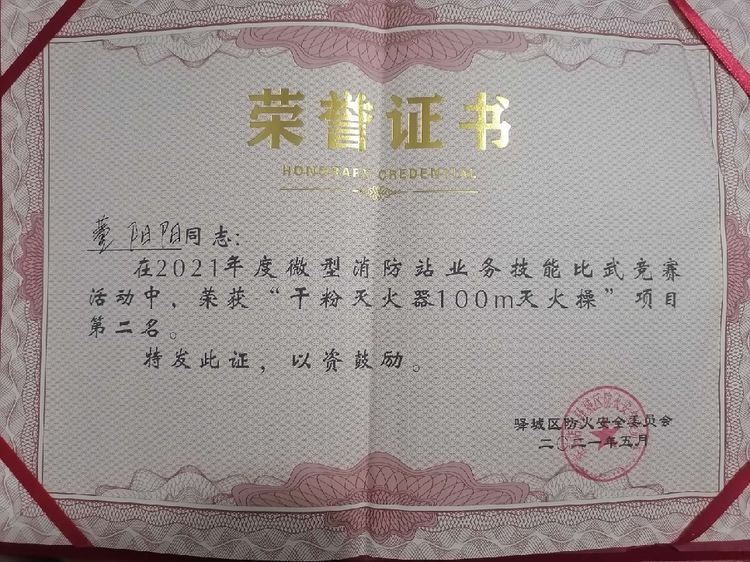 荣誉证书
HONORARY CREDENTIAL
董阳阳同志：
在2021年度微型消防站业务技能比武竞赛
活动中，荣获“干粉灭火器100m灭火操”项目
第二名。
特发此证，以资鼓励。
驿城区防火安全委员会
二〇二一年五月